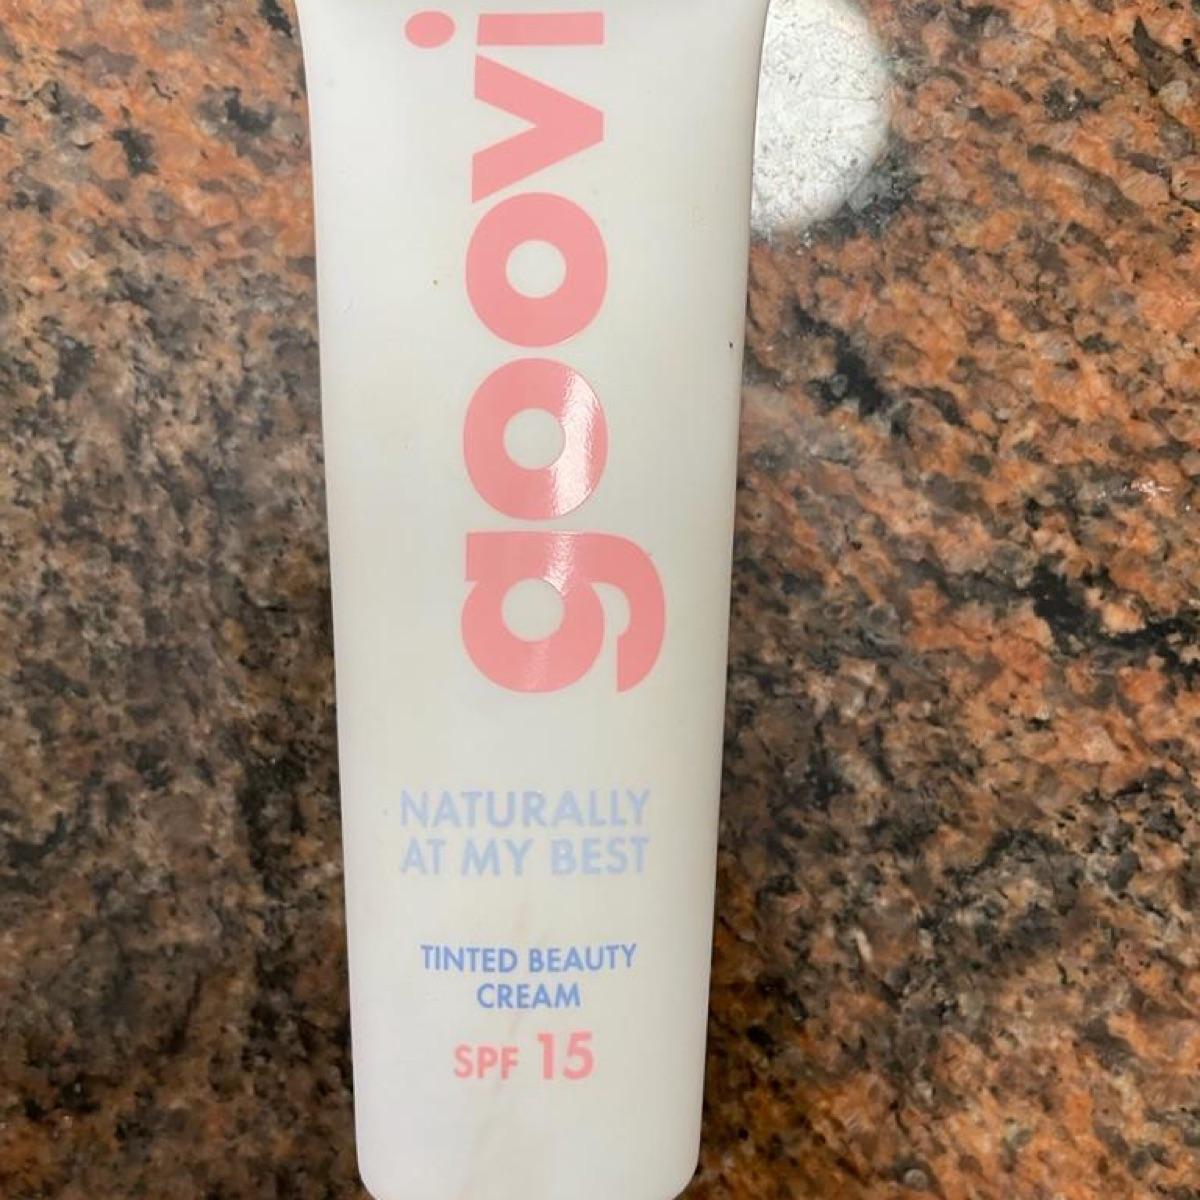 goovi
NATURALLY
AT MY BEST
TINTED BEAUTY
CREAM
SPF 15